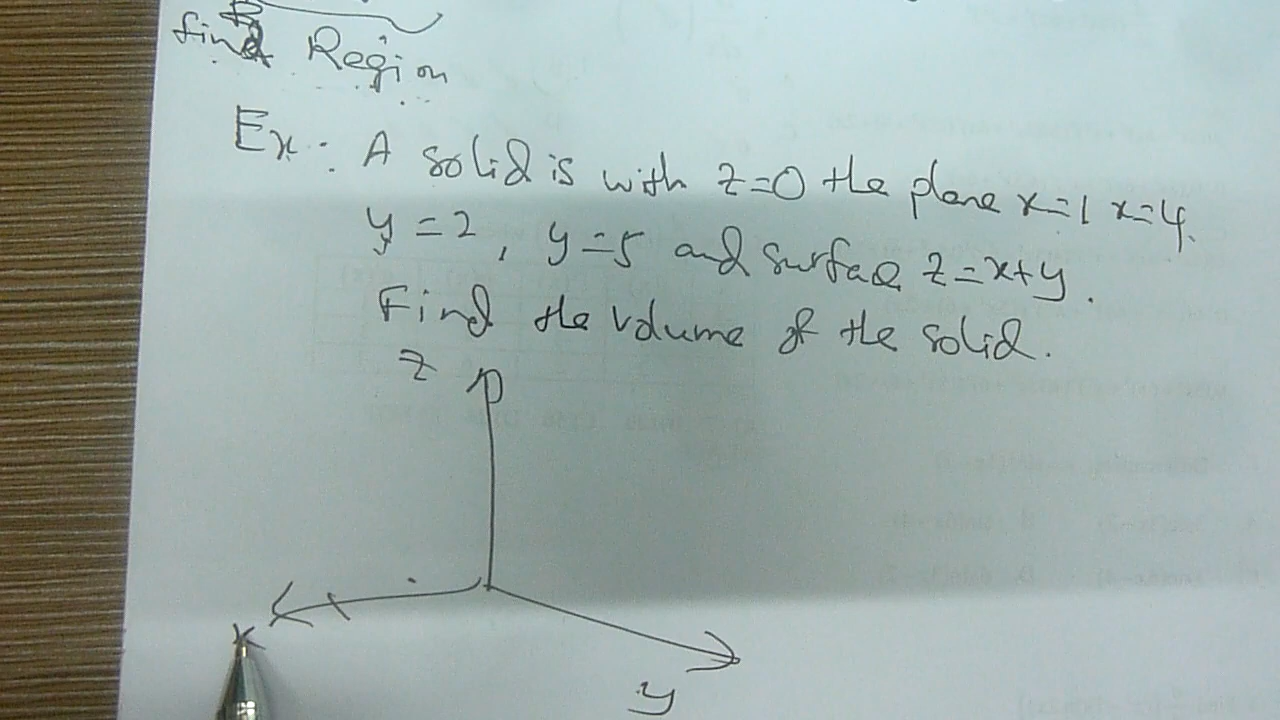 find Region
Ex: A solid is with z=0 the plane x=1 x=4.
y=2, y=5 and surface z=x+y.
Find the volume of the solid.
z
x
y